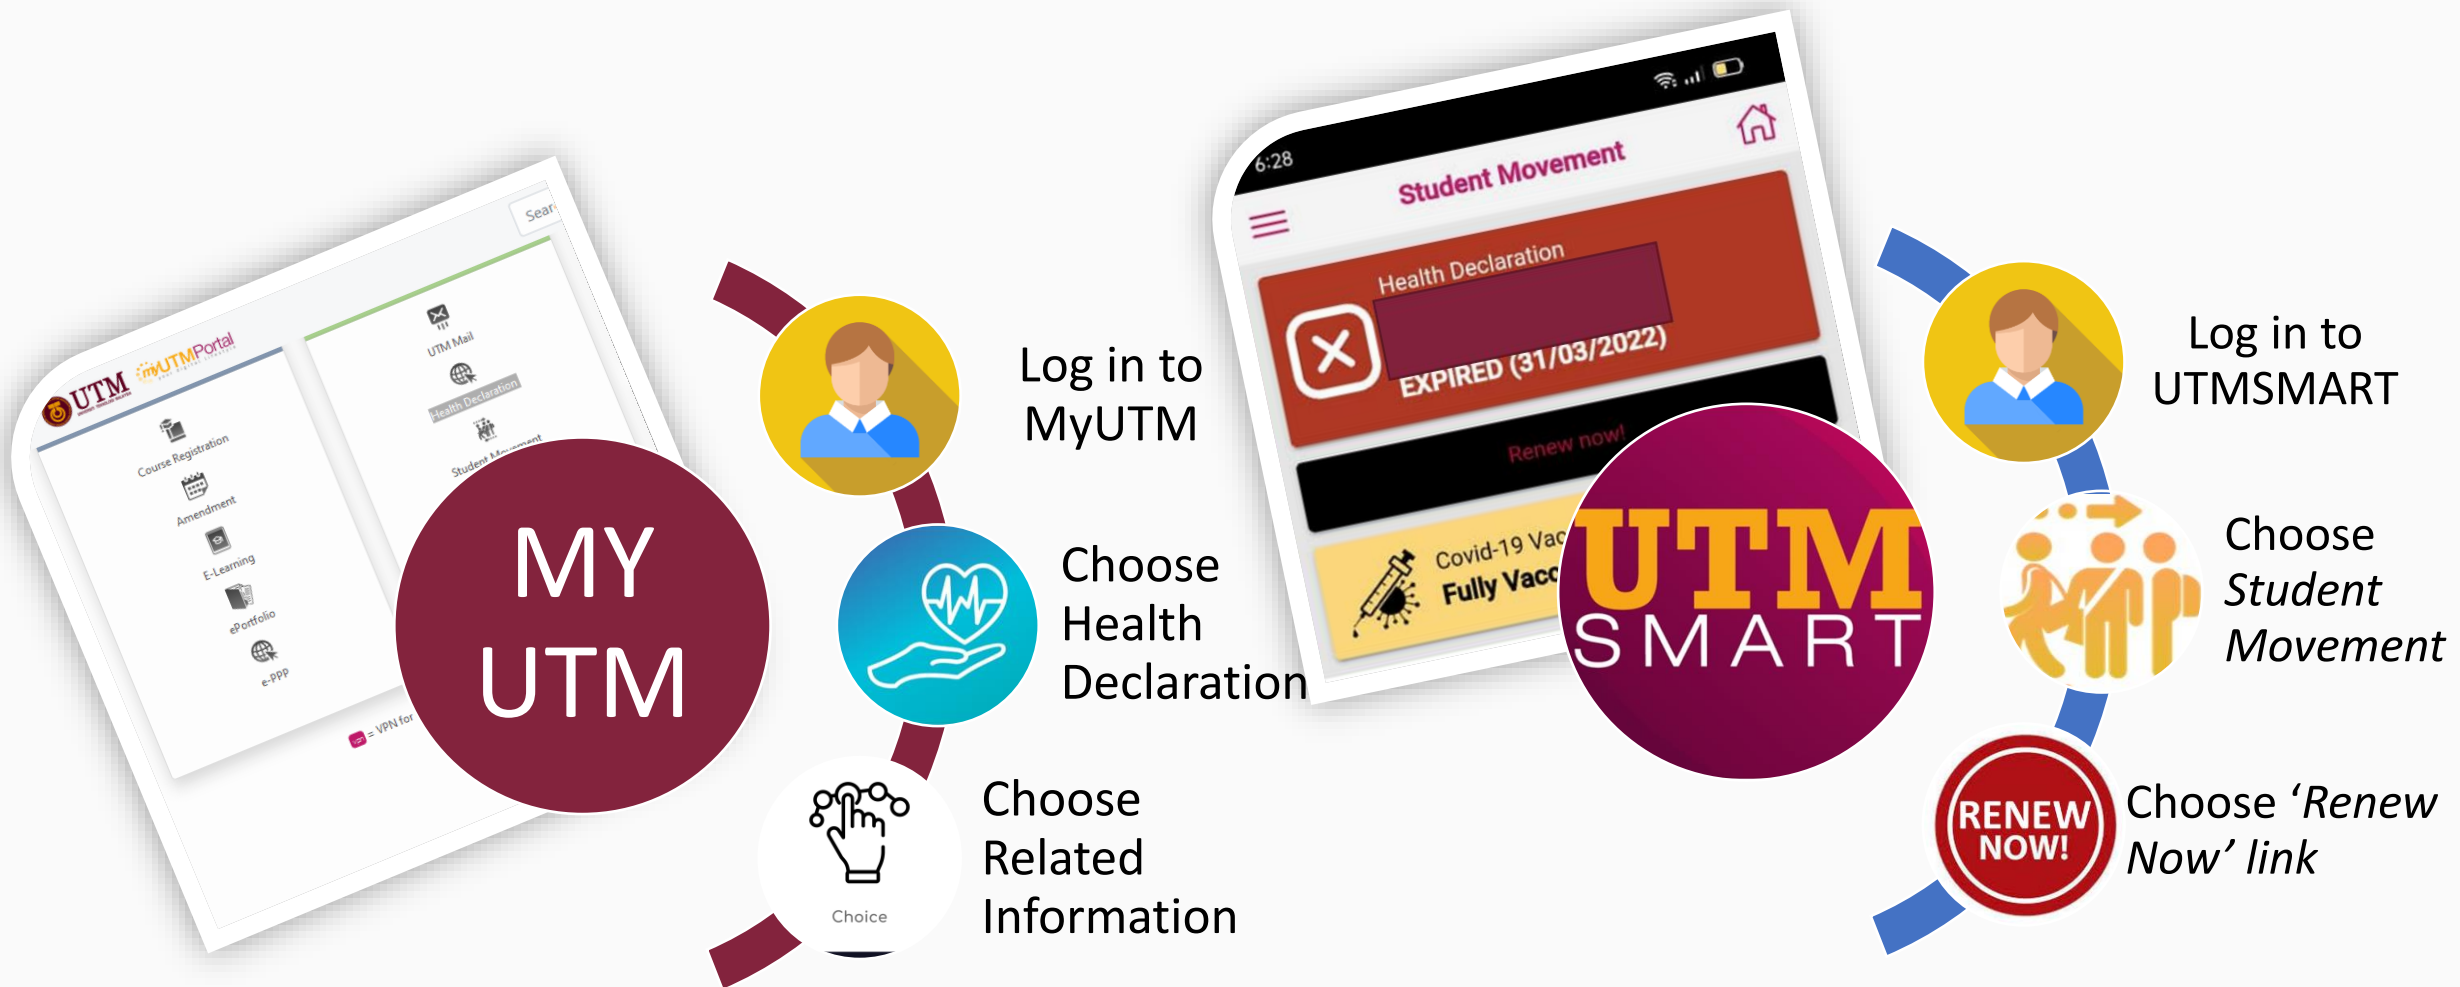 UTM
myUTMPortal
Sear
Course Registration
Amendment
E-Learning
ePortfolio
e-PPP
UTM Mail
Health Declaration
Student Movement
= VPN for
MY
UTM
Log in to
MyUTM
Choose
Health
Declaration
Choice
Choose
Related
Information
6:28
Student Movement
Health Declaration
EXPIRED (31/03/2022)
Renew now!
Covid-19 Vac
Fully Vacc
UTM
SMART
Log in to
UTMSMART
Choose
Student
Movement
RENEW
NOW!
Choose ‘Renew
Now’ link